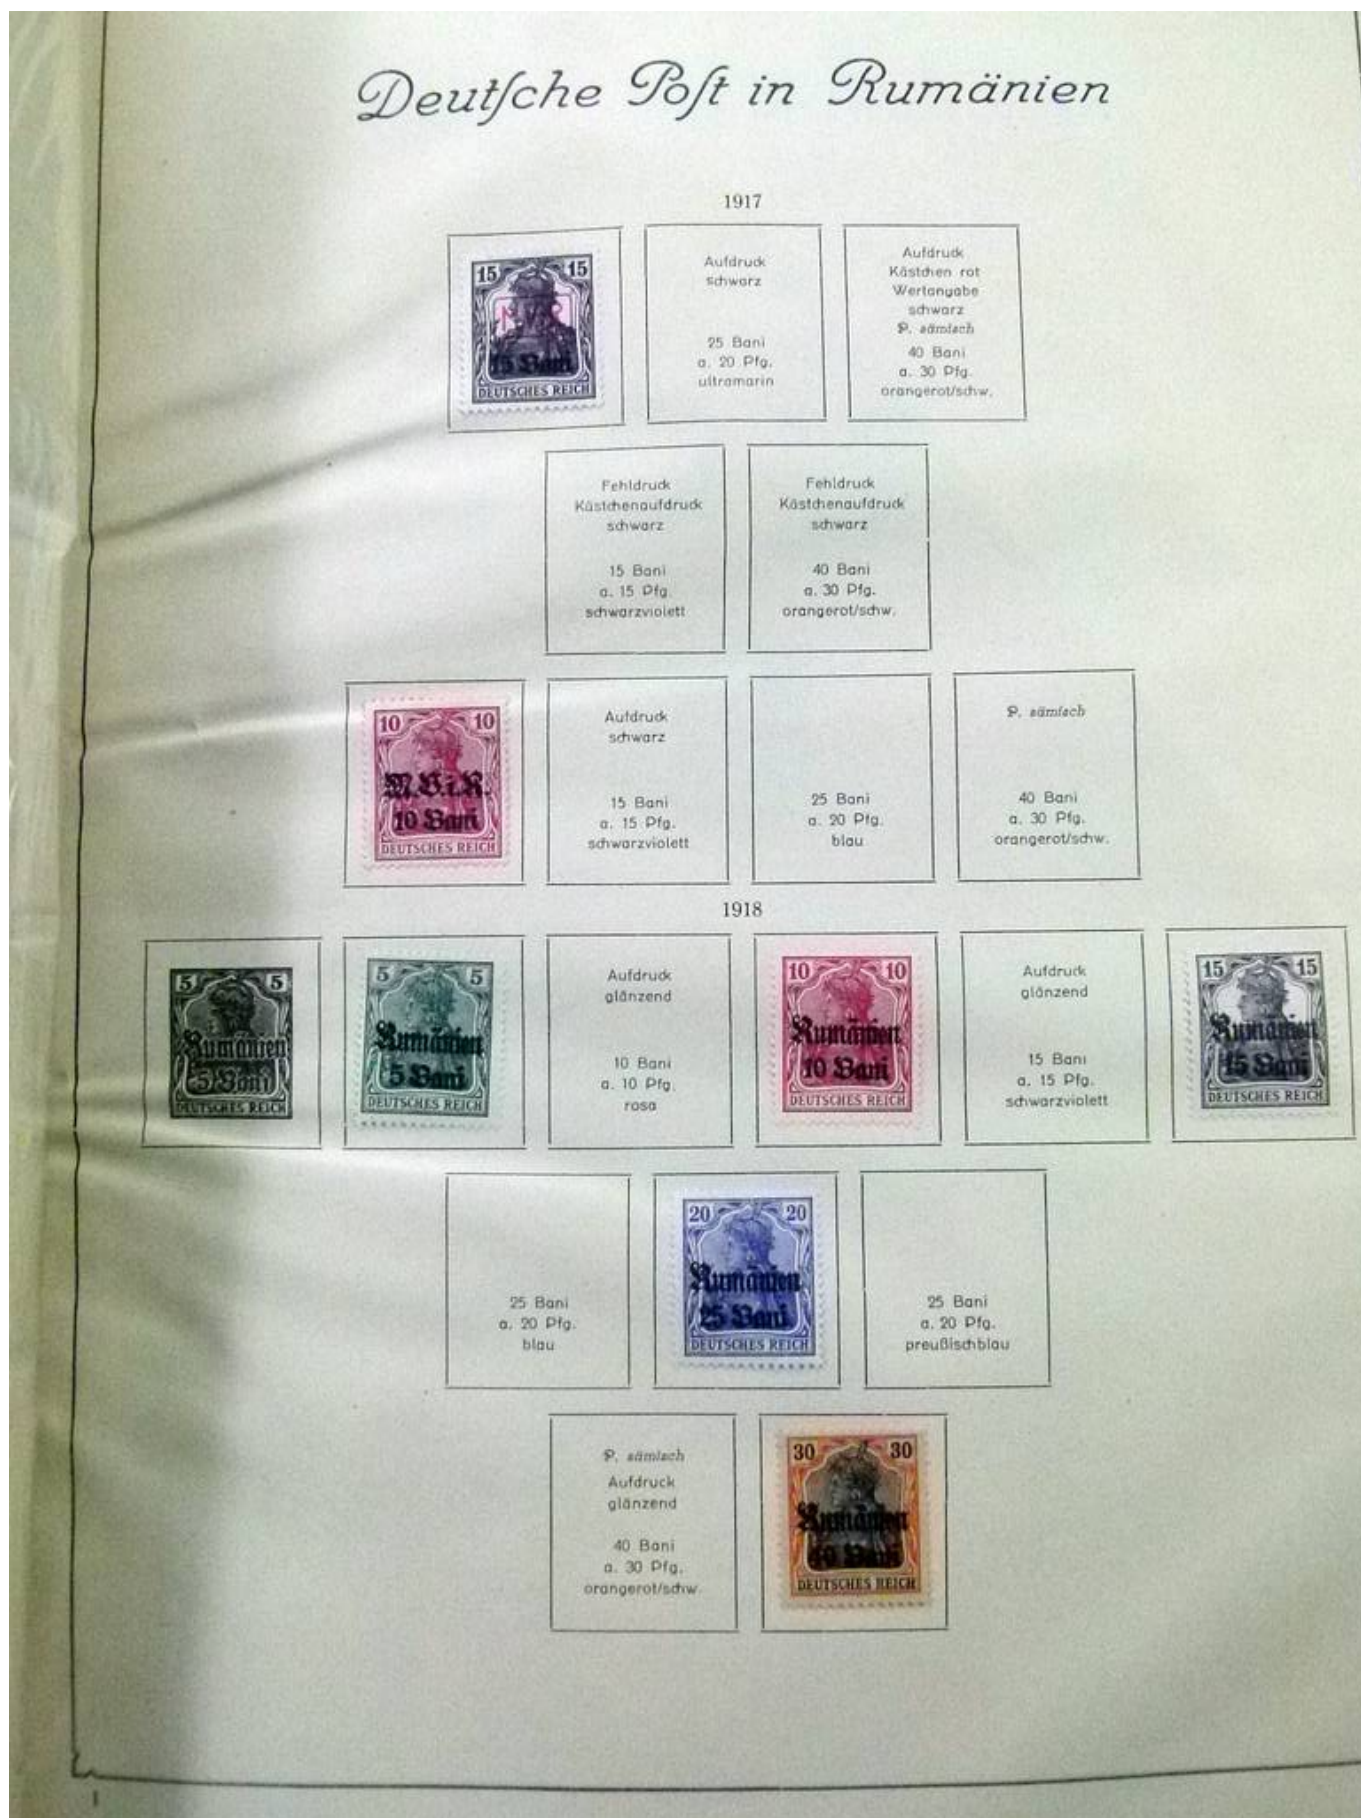 Deutſche Poſt in Rumänien
1917
15 15
15 Bani
DEUTSCHES REICH
Aufdruck
schwarz
25 Bani
a. 20 Pfg.
ultramarin
Aufdruck
Kästchen rot
Wertangabe
schwarz
P. sämisch
40 Bani
a. 30 Pfg.
orangerot/schw.
Fehldruck
Kästchenaufdruck
schwarz
15 Bani
a. 15 Pfg.
schwarzviolett
Fehldruck
Kästchenaufdruck
schwarz
40 Bani
a. 30 Pfg.
orangerot/schw.
10 10
M.V.i.R.
10 Bani
DEUTSCHES REICH
Aufdruck
schwarz
15 Bani
a. 15 Pfg.
schwarzviolett
25 Bani
a. 20 Pfg.
blau
P. sämisch
40 Bani
a. 30 Pfg.
orangerot/schw.
1918
5 5
Rumänien
5 Bani
DEUTSCHES REICH
5 5
Rumänien
5 Bani
DEUTSCHES REICH
Aufdruck
glänzend
10 Bani
a. 10 Pfg.
rosa
10 10
Rumänien
10 Bani
DEUTSCHES REICH
Aufdruck
glänzend
15 Bani
a. 15 Pfg.
schwarzviolett
15 15
Rumänien
15 Bani
DEUTSCHES REICH
25 Bani
a. 20 Pfg.
blau
20 20
Rumänien
25 Bani
DEUTSCHES REICH
25 Bani
a. 20 Pfg.
preußischblau
P. sämisch
Aufdruck
glänzend
40 Bani
a. 30 Pfg.
orangerot/schw.
30 30
Rumänien
40 Bani
DEUTSCHES REICH